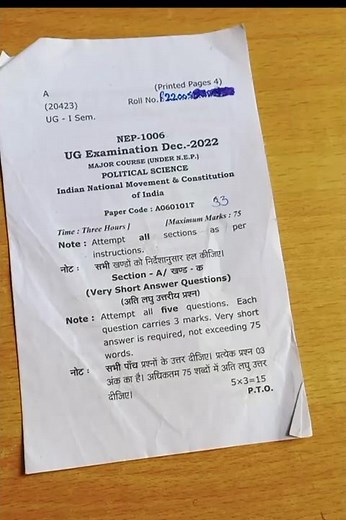 A
(Printed Pages 4)
(20423)
Roll No.
UG - I Sem.
NEP-1006
UG Examination Dec.-2022
MAJOR COURSE (UNDER N.E.P.)
POLITICAL SCIENCE
Indian National Movement & Constitution
of India
Paper Code : A060101T
93
Time : Three Hours ]
[Maximum Marks : 75
Note : Attempt all sections as per
instructions.
नोट : सभी खण्डों को निर्देशानुसार हल कीजिए।
Section - A/ खण्ड - क
(Very Short Answer Questions)
(अति लघु उत्तरीय प्रश्न)
Note : Attempt all five questions. Each
question carries 3 marks. Very short
answer is required, not exceeding 75
words.
नोट : सभी पाँच प्रश्नों के उत्तर दीजिए। प्रत्येक प्रश्न 03
अंक का है। अधिकतम 75 शब्दों में अति लघु उत्तर
दीजिए।
5×3=15
P.T.O.